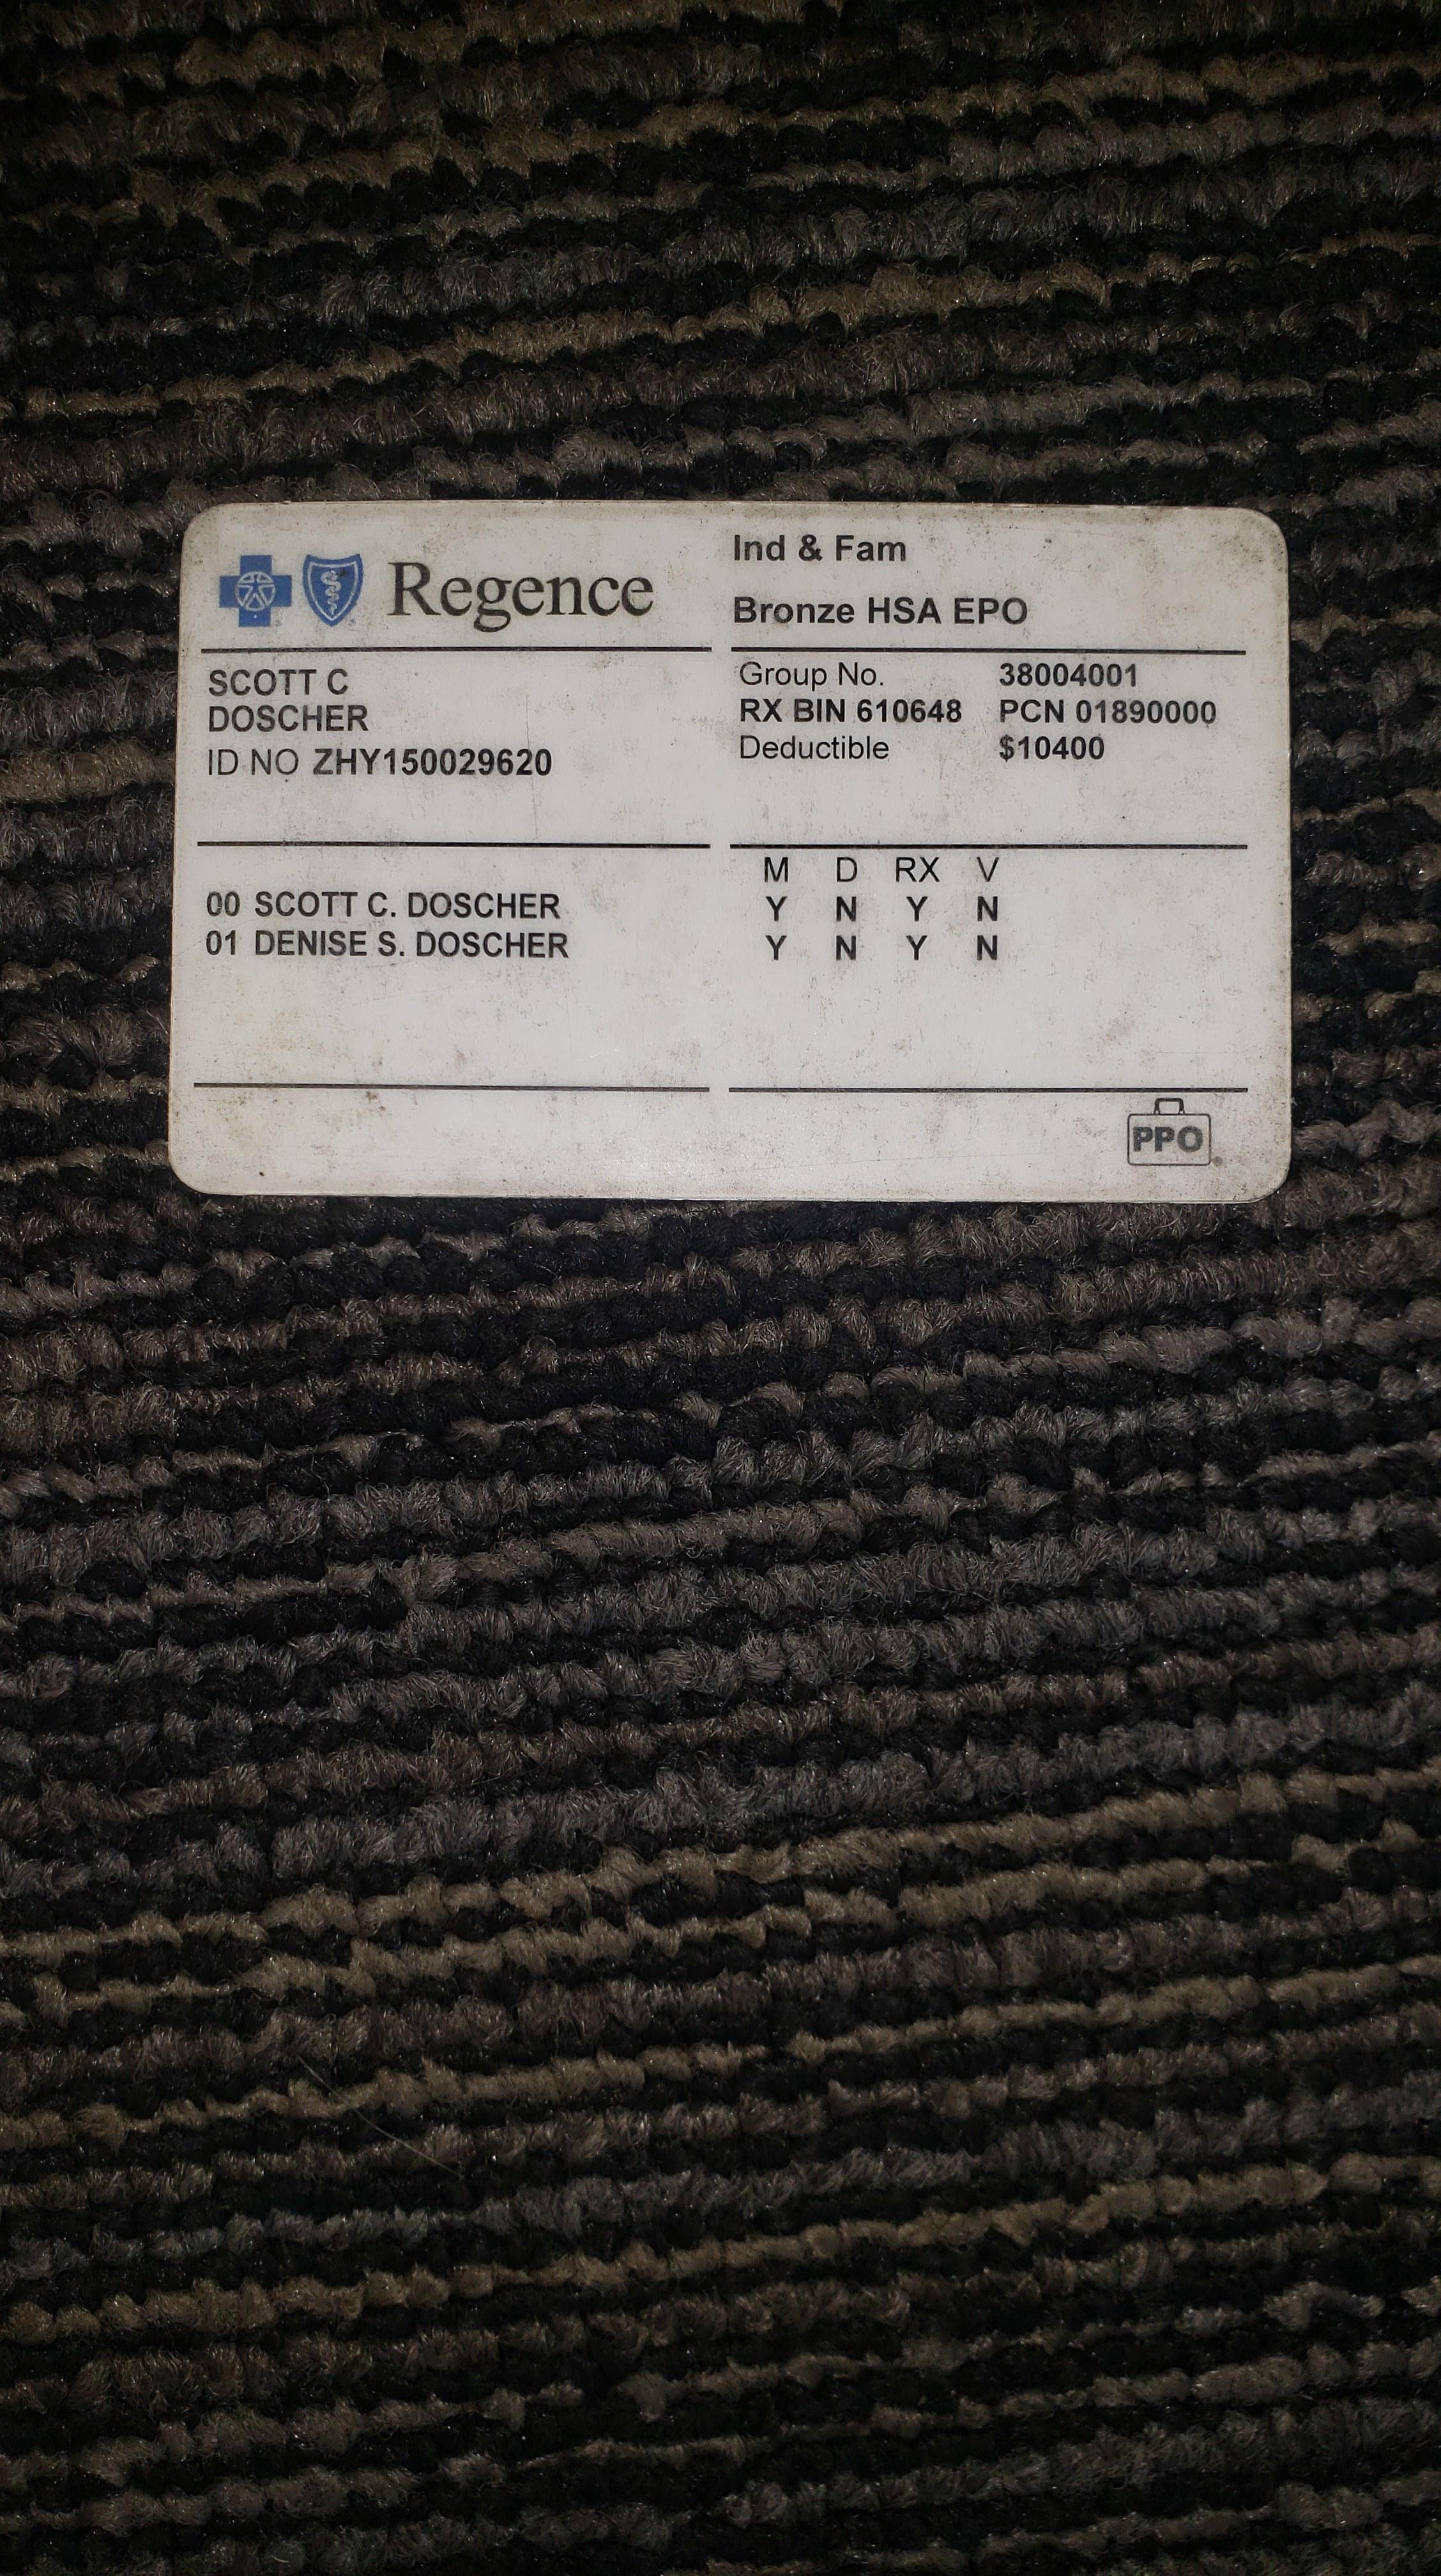 Regence
Ind & Fam
Bronze HSA EPO
SCOTT C
DOSCHER
ID NO ZHY150029620
Group No. 38004001
RX BIN 610648 PCN 01890000
Deductible $10400
M D RX V
00 SCOTT C. DOSCHER Y N Y N
01 DENISE S. DOSCHER Y N Y N
PPO